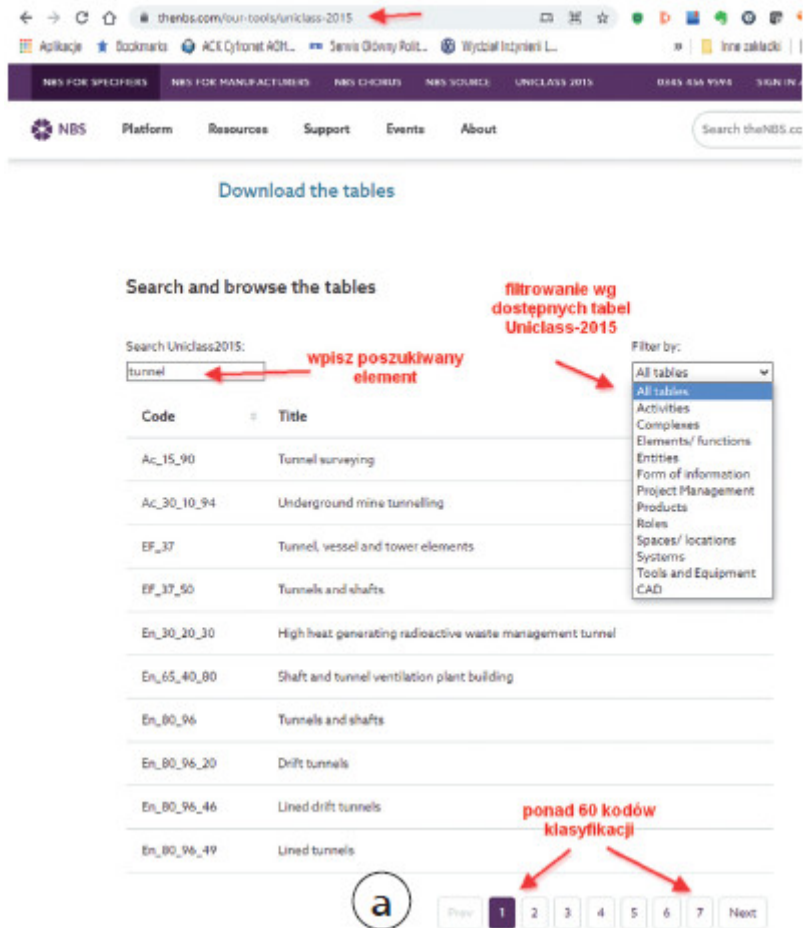 thenbs.com/our-tools/uniclass-2015
Aplikacje Bookmarks ACK Cyfronet AGH... Serwis Główny Polit... Wydział Inżynierii L... » Inne zakładki
NBS FOR SPECIFIERS NBS FOR MANUFACTURERS NBS CHORUS NBS SOURCE UNICLASS 2015 0345 456 9594 SIGN IN
NBS Platform Resources Support Events About Search theNBS.co
Download the tables
Search and browse the tables
filtrowanie wg
dostępnych tabel
Uniclass-2015
Search Uniclass2015:
Filter by:
tunnel
wpisz poszukiwany
element
All tables
All tables
Activities
Complexes
Elements/ functions
Entities
Form of information
Project Management
Products
Roles
Spaces/ locations
Systems
Tools and Equipment
CAD
Code Title
Ac_15_90 Tunnel surveying
Ac_30_10_94 Underground mine tunnelling
EF_37 Tunnel, vessel and tower elements
EF_37_50 Tunnels and shafts
En_30_20_30 High heat generating radioactive waste management tunnel
En_65_40_80 Shaft and tunnel ventilation plant building
En_80_96 Tunnels and shafts
En_80_96_20 Drift tunnels
En_80_96_46 Lined drift tunnels
En_80_96_49 Lined tunnels
ponad 60 kodów
klasyfikacji
a
Prev 1 2 3 4 5 6 7 Next